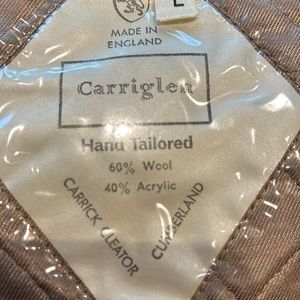 L
MADE IN
ENGLAND
Carriglen
Hand Tailored
60% Wool
40% Acrylic
CARRICK CLEATOR
CUMBERLAND